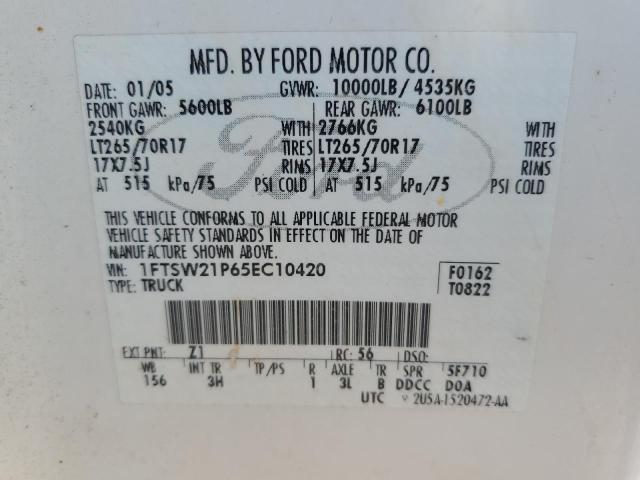 MFD. BY FORD MOTOR CO.
DATE: 01/05 GVWR: 10000LB/ 4535KG
FRONT GAWR: 5600LB REAR GAWR: 6100LB
2540KG WITH 2766KG WITH
LT265/70R17 TIRES LT265/70R17 TIRES
17X7.5J RIMS 17X7.5J RIMS
AT 515 kPa/75 PSI COLD AT 515 kPa/75 PSI COLD
Ford
THIS VEHICLE CONFORMS TO ALL APPLICABLE FEDERAL MOTOR
VEHICLE SAFETY STANDARDS IN EFFECT ON THE DATE OF
MANUFACTURE SHOWN ABOVE.
VIN: 1FTSW21P65EC10420 F0162
TYPE: TRUCK T0822
EXT PNT: Z1 RC: 56 DSO:
WB INT TR TP/PS R AXLE TR SPR 5F710
156 3H 1 3L B DDCC DOA
UTC 2U5A-1520472-AA